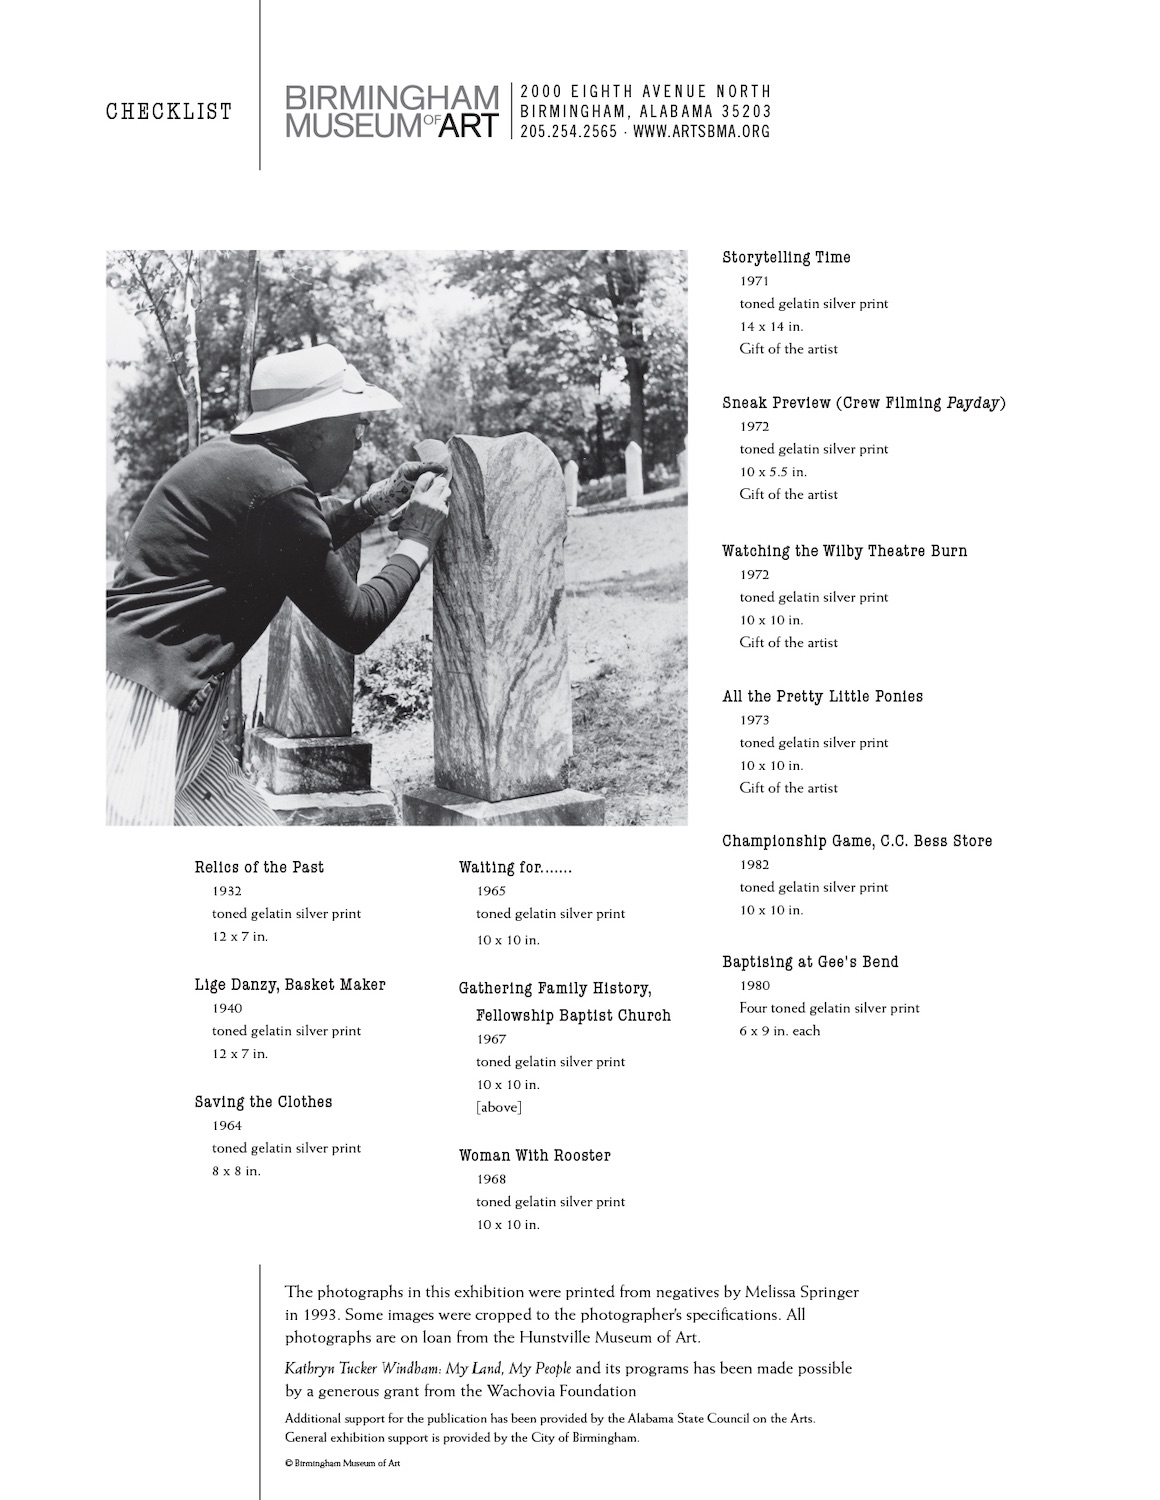 CHECKLIST
BIRMINGHAM
MUSEUM OF ART
2000 EIGHTH AVENUE NORTH
BIRMINGHAM, ALABAMA 35203
205.254.2565 · WWW.ARTSBMA.ORG
Relics of the Past
1932
toned gelatin silver print
12 x 7 in.
Lige Danzy, Basket Maker
1940
toned gelatin silver print
12 x 7 in.
Saving the Clothes
1964
toned gelatin silver print
8 x 8 in.
Waiting for.......
1965
toned gelatin silver print
10 x 10 in.
Gathering Family History,
Fellowship Baptist Church
1967
toned gelatin silver print
10 x 10 in.
[above]
Woman With Rooster
1968
toned gelatin silver print
10 x 10 in.
Storytelling Time
1971
toned gelatin silver print
14 x 14 in.
Gift of the artist
Sneak Preview (Crew Filming Payday)
1972
toned gelatin silver print
10 x 5.5 in.
Gift of the artist
Watching the Wilby Theatre Burn
1972
toned gelatin silver print
10 x 10 in.
Gift of the artist
All the Pretty Little Ponies
1973
toned gelatin silver print
10 x 10 in.
Gift of the artist
Championship Game, C.C. Bess Store
1982
toned gelatin silver print
10 x 10 in.
Baptising at Gee's Bend
1980
Four toned gelatin silver print
6 x 9 in. each
The photographs in this exhibition were printed from negatives by Melissa Springer
in 1993. Some images were cropped to the photographer's specifications. All
photographs are on loan from the Hunstville Museum of Art.
Kathryn Tucker Windham: My Land, My People and its programs has been made possible
by a generous grant from the Wachovia Foundation
Additional support for the publication has been provided by the Alabama State Council on the Arts.
General exhibition support is provided by the City of Birmingham.
© Birmingham Museum of Art